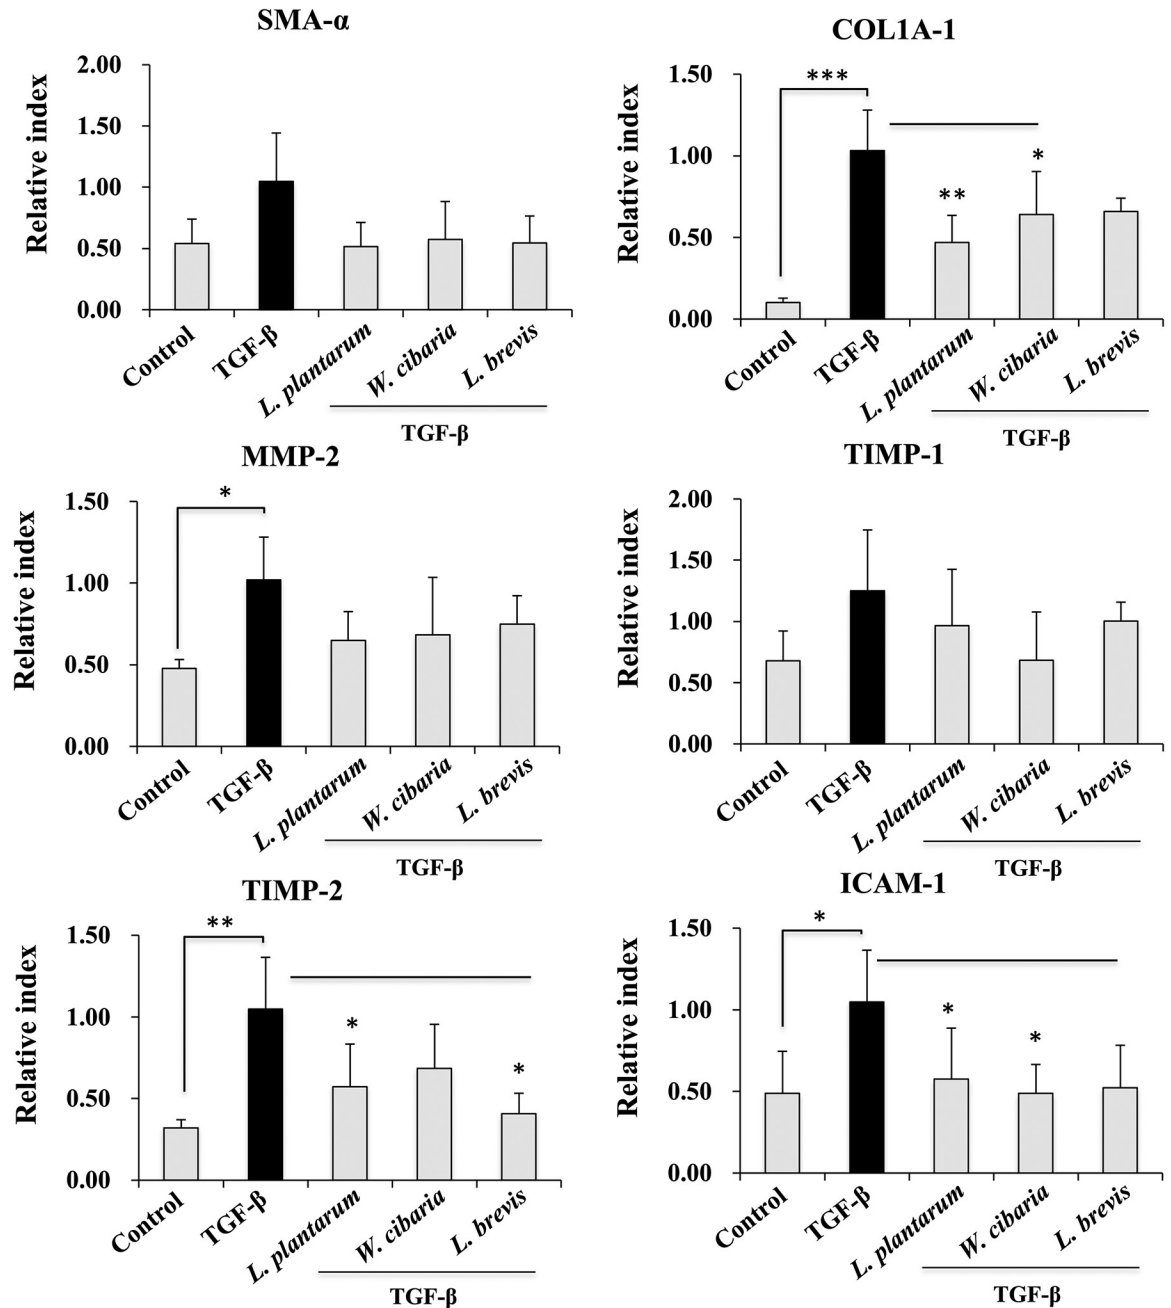 SMA-α
Relative index
2.00
1.50
1.00
0.50
0.00
Control
TGF-β
L. plantarum
W. cibaria
L. brevis
TGF-β
COL1A-1
Relative index
1.50
1.00
0.50
0.00
***
**
*
Control
TGF-β
L. plantarum
W. cibaria
L. brevis
TGF-β
MMP-2
Relative index
1.50
1.00
0.50
0.00
*
Control
TGF-β
L. plantarum
W. cibaria
L. brevis
TGF-β
TIMP-1
Relative index
2.00
1.50
1.00
0.50
0.00
Control
TGF-β
L. plantarum
W. cibaria
L. brevis
TGF-β
TIMP-2
Relative index
1.50
1.00
0.50
0.00
**
*
*
Control
TGF-β
L. plantarum
W. cibaria
L. brevis
TGF-β
ICAM-1
Relative index
1.50
1.00
0.50
0.00
*
*
*
Control
TGF-β
L. plantarum
W. cibaria
L. brevis
TGF-β